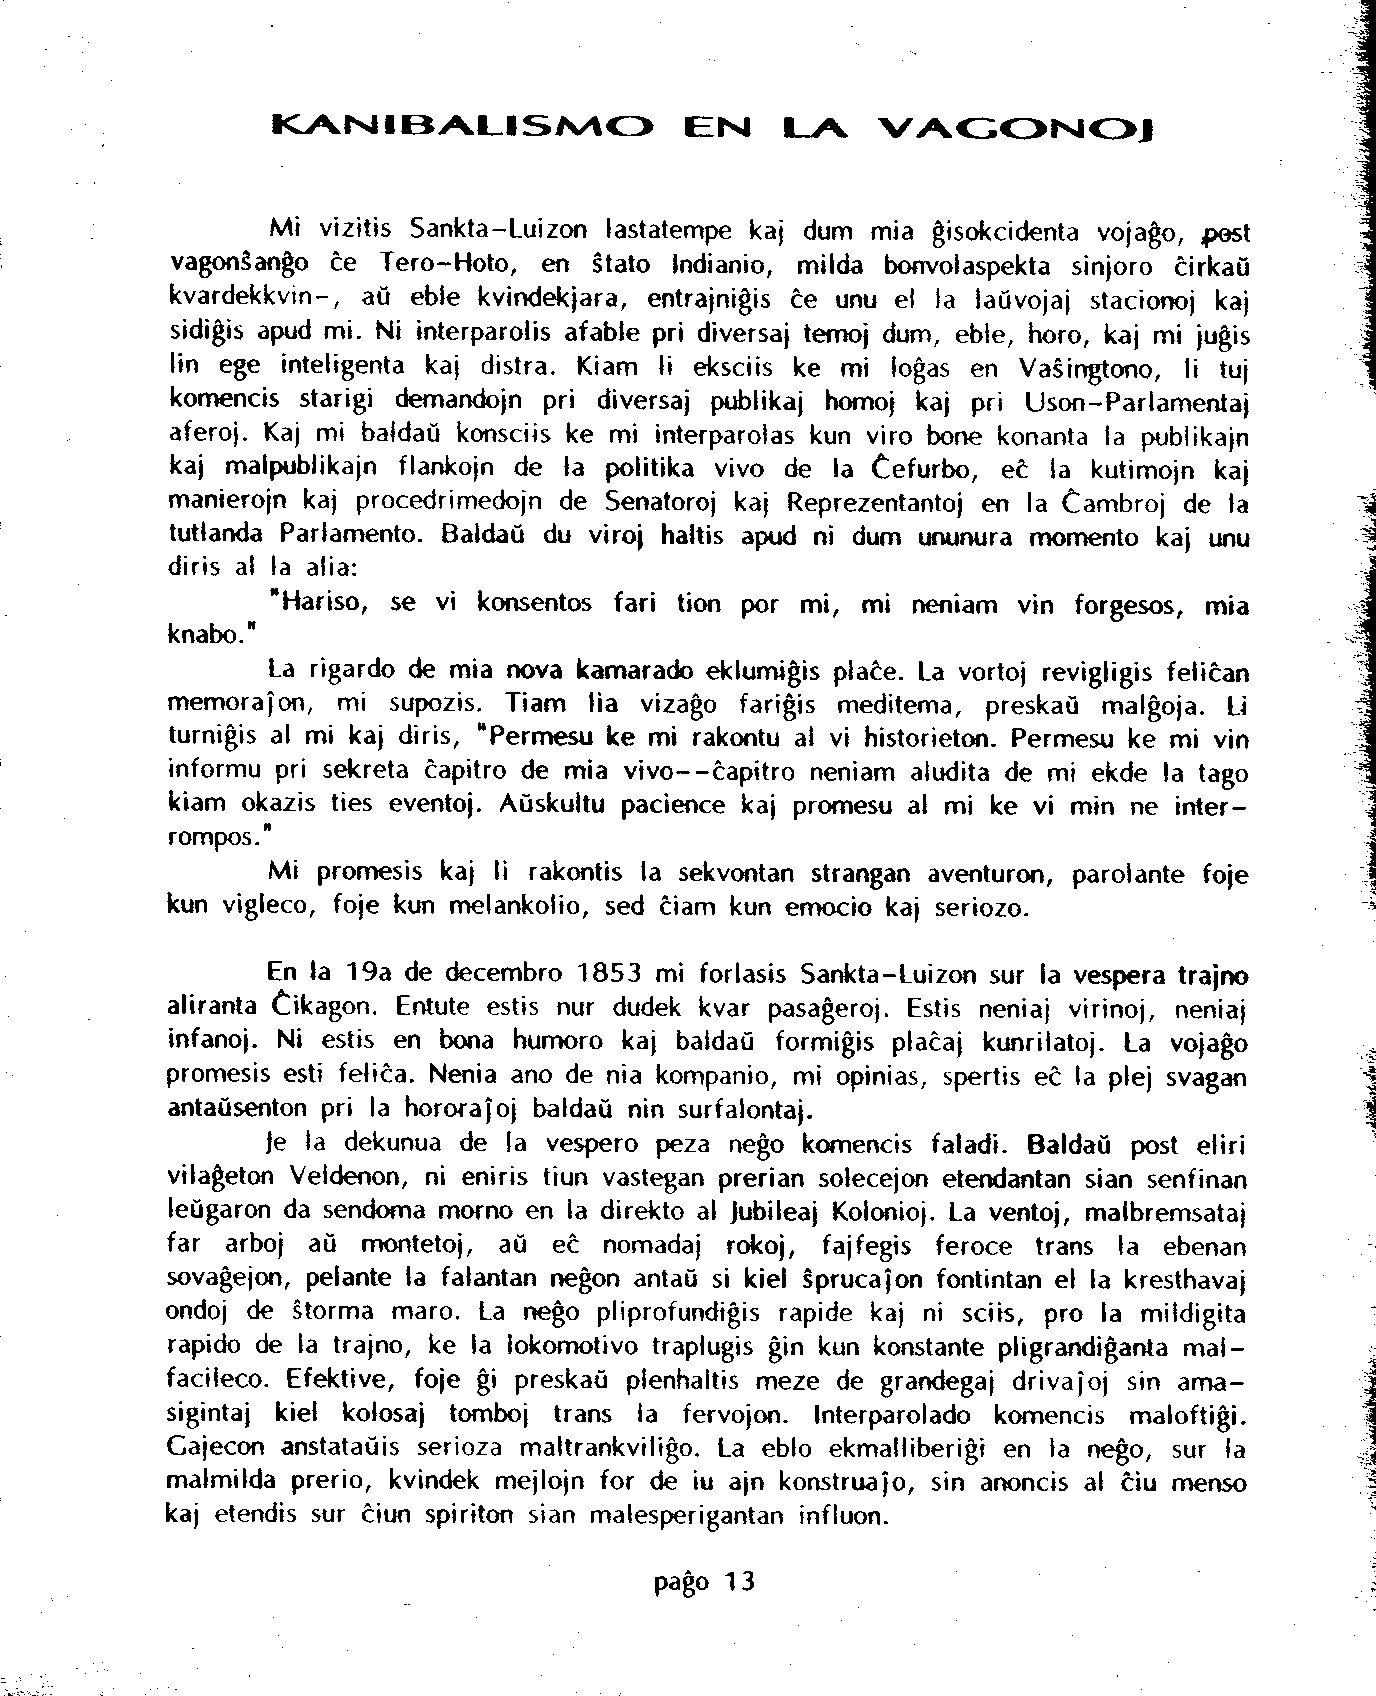 KANIBALISMO EN LA VAGONOJ
Mi vizitis Sankta-Luizon lastatempe kaj dum mia ĝisokcidenta vojaĝo, post
vagonŝanĝo ĉe Tero-Hoto, en ŝtato Indianio, milda bonvolaspekta sinjoro ĉirkaŭ
kvardekkvin-, aŭ eble kvindekjara, entrajniĝis ĉe unu el la laŭvojaj stacionoj kaj
sidiĝis apud mi. Ni interparolis afable pri diversaj temoj dum, eble, horo, kaj mi juĝis
lin ege inteligenta kaj distra. Kiam li eksciis ke mi loĝas en Vaŝingtono, li tuj
komencis starigi demandojn pri diversaj publikaj homoj kaj pri Uson-Parlamentaj
aferoj. Kaj mi baldaŭ konsciis ke mi interparolas kun viro bone konanta la publikajn
kaj malpublikajn flankojn de la politika vivo de la Ĉefurbo, eĉ la kutimojn kaj
manierojn kaj procedrimedojn de Senatoroj kaj Reprezentantoj en la Ĉambroj de la
tutlanda Parlamento. Baldaŭ du viroj haltis apud ni dum ununura momento kaj unu
diris al la alia:
"Hariso, se vi konsentos fari tion por mi, mi neniam vin forgesos, mia
knabo."
La rigardo de mia nova kamarado eklumiĝis plaĉe. La vortoj revigligis feliĉan
memoraĵon, mi supozis. Tiam lia vizaĝo fariĝis meditema, preskaŭ malĝoja. Li
turniĝis al mi kaj diris, "Permesu ke mi rakontu al vi historieton. Permesu ke mi vin
informu pri sekreta ĉapitro de mia vivo--ĉapitro neniam aludita de mi ekde la tago
kiam okazis ties eventoj. Aŭskultu pacience kaj promesu al mi ke vi min ne inter-
rompos."
Mi promesis kaj li rakontis la sekvontan strangan aventuron, parolante foje
kun vigleco, foje kun melankolio, sed ĉiam kun emocio kaj seriozo.
En la 19a de decembro 1853 mi forlasis Sankta-Luizon sur la vespera trajno
aliranta Ĉikagon. Entute estis nur dudek kvar pasaĝeroj. Estis neniaj virinoj, neniaj
infanoj. Ni estis en bona humoro kaj baldaŭ formiĝis plaĉaj kunrilatoj. La vojaĝo
promesis esti feliĉa. Nenia ano de nia kompanio, mi opinias, spertis eĉ la plej svagan
antaŭsenton pri la hororaĵoj baldaŭ nin surfalontaj.
Je la dekunua de la vespero peza neĝo komencis faladi. Baldaŭ post eliri
vilaĝeton Veldenon, ni eniris tiun vastegan prerian solecejon etendantan sian senfinan
leŭgaron da sendoma morno en la direkto al Jubileaj Kolonioj. La ventoj, malbremsataj
far arboj aŭ montetoj, aŭ eĉ nomadaj rokoj, fajfegis feroce trans la ebenan
sovaĝejon, pelante la falantan neĝon antaŭ si kiel ŝprucaĵon fontintan el la kresthavaj
ondoj de ŝtorma maro. La neĝo pliprofundiĝis rapide kaj ni sciis, pro la mildigita
rapido de la trajno, ke la lokomotivo traplugis ĝin kun konstante pligrandiĝanta mal-
facileco. Efektive, foje ĝi preskaŭ plenhaltis meze de grandegaj drivaĵoj sin ama-
sigintaj kiel kolosaj tomboj trans la fervojon. Interparolado komencis maloftiĝi.
Gajecon anstataŭis serioza maltrankviliĝo. La eblo ekmalliberiĝi en la neĝo, sur la
malmilda prerio, kvindek mejlojn for de iu ajn konstruaĵo, sin anoncis al ĉiu menso
kaj etendis sur ĉiun spiriton sian malesperigantan influon.
paĝo 13